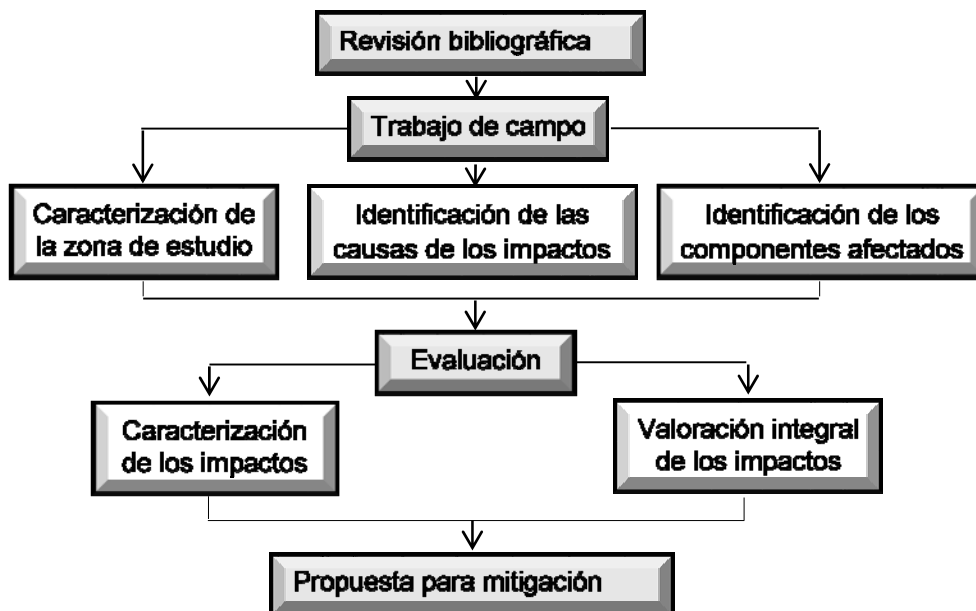 Revisión bibliográfica
Trabajo de campo
Caracterización de
la zona de estudio
Identificación de las
causas de los impactos
Identificación de los
componentes afectados
Evaluación
Caracterización
de los impactos
Valoración integral
de los impactos
Propuesta para mitigación